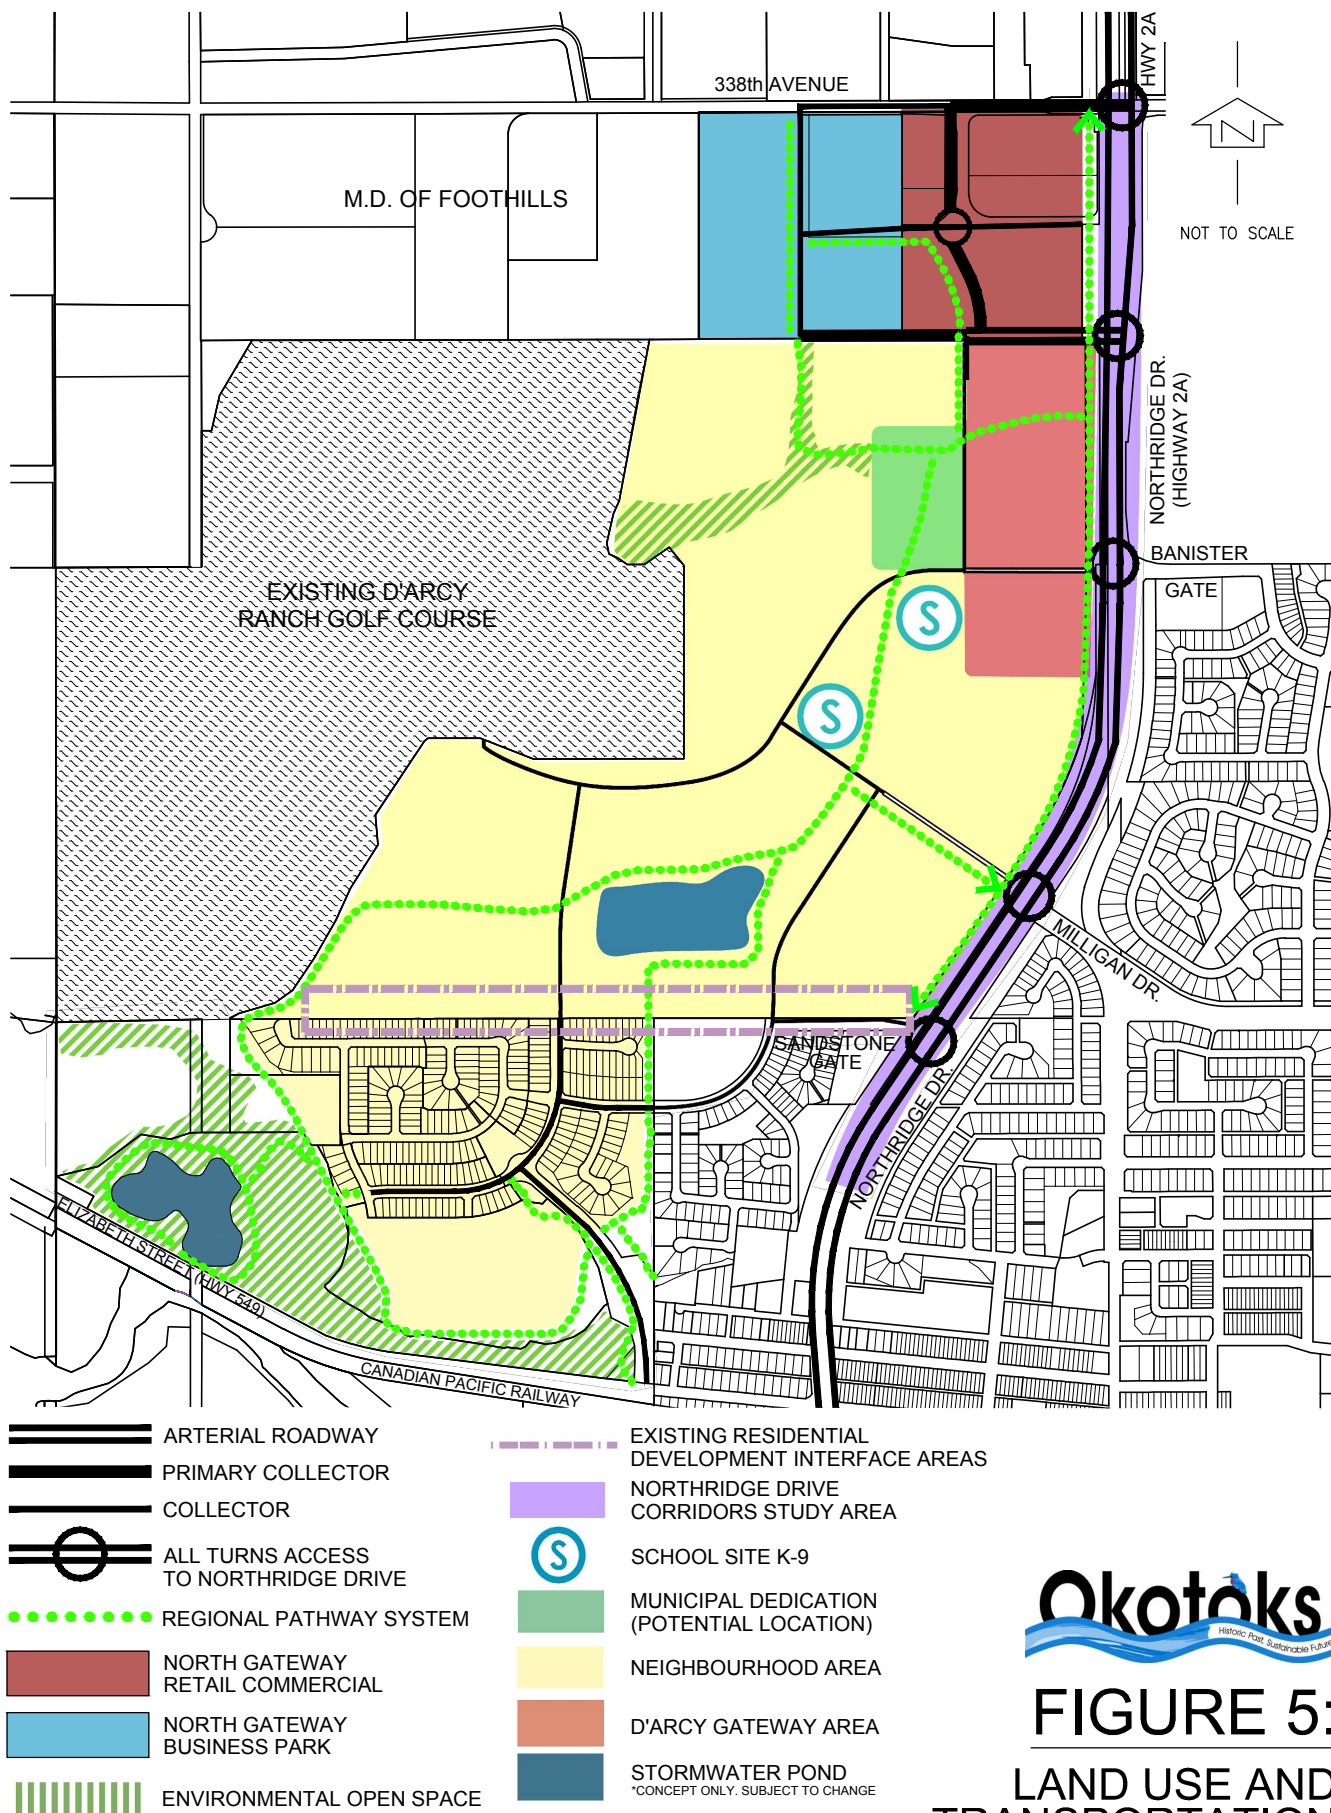 338th AVENUE
HWY 2A
N
NOT TO SCALE
M.D. OF FOOTHILLS
NORTHRIDGE DR.
(HIGHWAY 2A)
BANISTER
GATE
EXISTING D'ARCY
RANCH GOLF COURSE
S
S
MILLIGAN DR.
SANDSTONE
GATE
NORTHRIDGE DR.
ELIZABETH STREET (HWY 549)
CANADIAN PACIFIC RAILWAY
ARTERIAL ROADWAY
PRIMARY COLLECTOR
COLLECTOR
ALL TURNS ACCESS
TO NORTHRIDGE DRIVE
REGIONAL PATHWAY SYSTEM
NORTH GATEWAY
RETAIL COMMERCIAL
NORTH GATEWAY
BUSINESS PARK
ENVIRONMENTAL OPEN SPACE
EXISTING RESIDENTIAL
DEVELOPMENT INTERFACE AREAS
NORTHRIDGE DRIVE
CORRIDORS STUDY AREA
S
SCHOOL SITE K-9
MUNICIPAL DEDICATION
(POTENTIAL LOCATION)
NEIGHBOURHOOD AREA
D'ARCY GATEWAY AREA
STORMWATER POND
*CONCEPT ONLY. SUBJECT TO CHANGE
Okotoks
Historic Past, Sustainable Future
FIGURE 5:
LAND USE AND
TRANSPORTATION